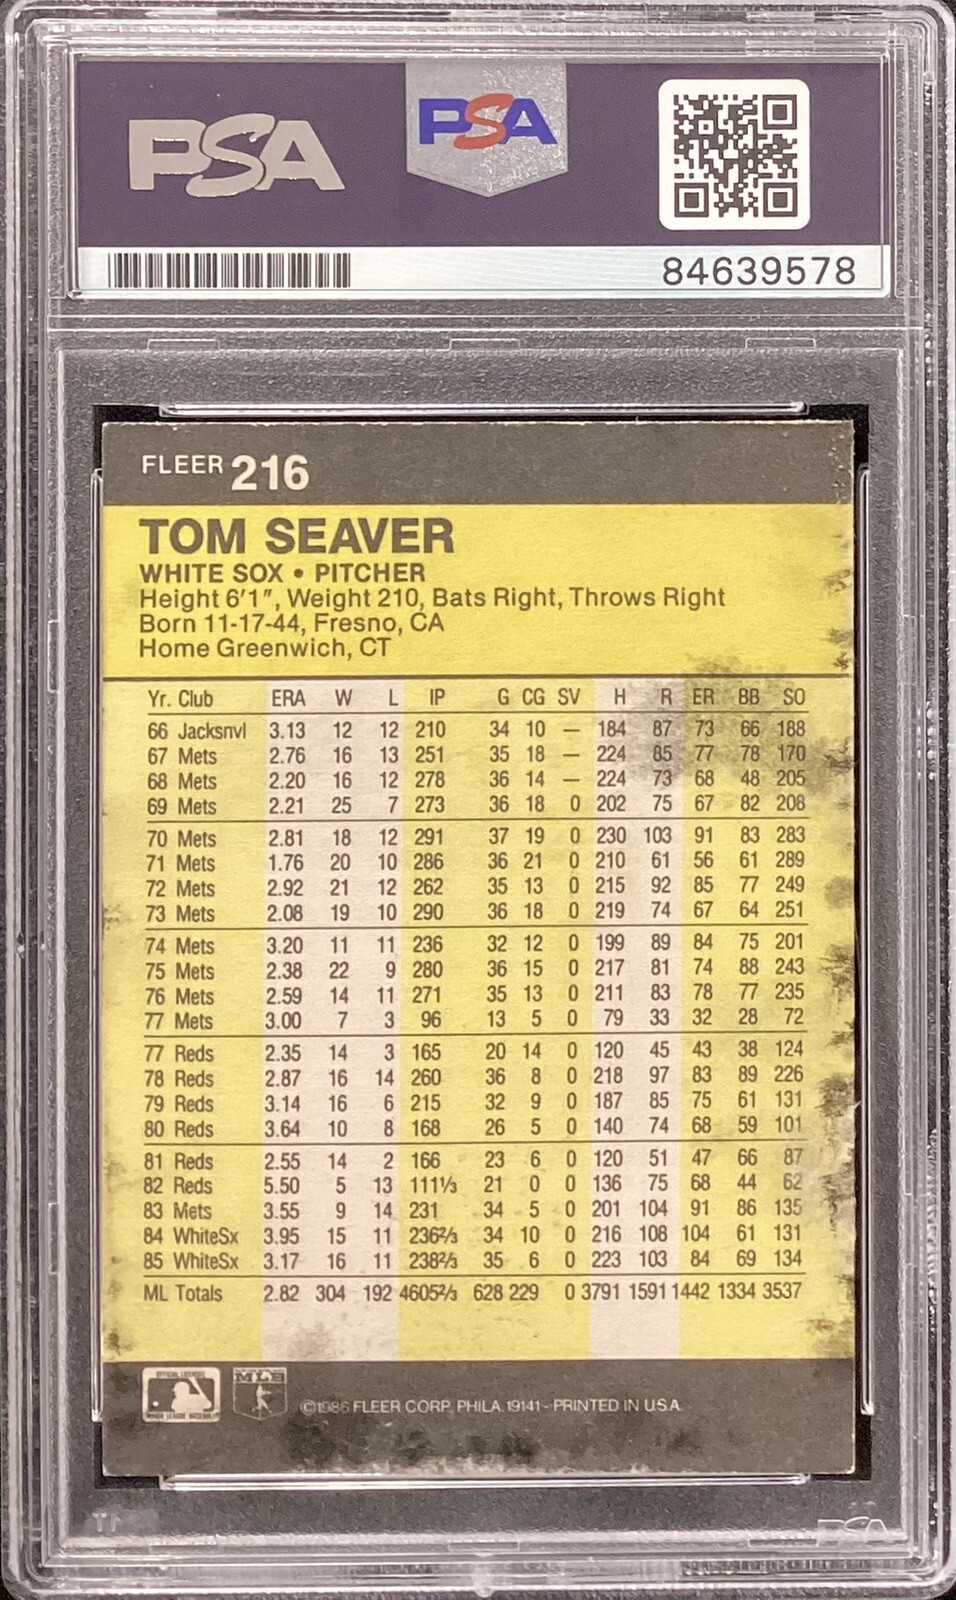 PSA
PSA
84639578
FLEER 216
TOM SEAVER
WHITE SOX • PITCHER
Height 6'1", Weight 210, Bats Right, Throws Right
Born 11-17-44, Fresno, CA
Home Greenwich, CT
Yr. Club ERA W L IP G CG SV H R ER BB SO
66 Jacksnvl 3.13 12 12 210 34 10 — 184 87 73 66 188
67 Mets 2.76 16 13 251 35 18 — 224 85 77 78 170
68 Mets 2.20 16 12 278 36 14 — 224 73 68 48 205
69 Mets 2.21 25 7 273 36 18 0 202 75 67 82 208
70 Mets 2.81 18 12 291 37 19 0 230 103 91 83 283
71 Mets 1.76 20 10 286 36 21 0 210 61 56 61 289
72 Mets 2.92 21 12 262 35 13 0 215 92 85 77 249
73 Mets 2.08 19 10 290 36 18 0 219 74 67 64 251
74 Mets 3.20 11 11 236 32 12 0 199 89 84 75 201
75 Mets 2.38 22 9 280 36 15 0 217 81 74 88 243
76 Mets 2.59 14 11 271 35 13 0 211 83 78 77 235
77 Mets 3.00 7 3 96 13 5 0 79 33 32 28 72
77 Reds 2.35 14 3 165 20 14 0 120 45 43 38 124
78 Reds 2.87 16 14 260 36 8 0 218 97 83 89 226
79 Reds 3.14 16 6 215 32 9 0 187 85 75 61 131
80 Reds 3.64 10 8 168 26 5 0 140 74 68 59 101
81 Reds 2.55 14 2 166 23 6 0 120 51 47 66 87
82 Reds 5.50 5 13 111⅓ 21 0 0 136 75 68 44 62
83 Mets 3.55 9 14 231 34 5 0 201 104 91 86 135
84 WhiteSx 3.95 15 11 236⅔ 34 10 0 216 108 104 61 131
85 WhiteSx 3.17 16 11 238⅔ 35 6 0 223 103 84 69 134
ML Totals 2.82 304 192 4605⅔ 628 229 0 3791 1591 1442 1334 3537
MLB
©1986 FLEER CORP. PHILA. 19141 - PRINTED IN U.S.A.
PSA